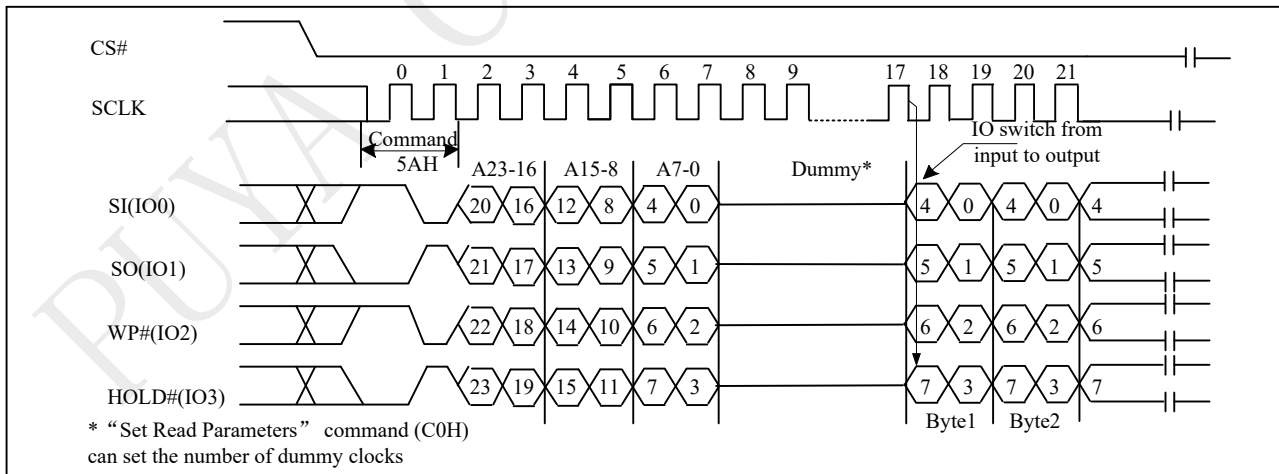 PUYA
CS#
0 1 2 3 4 5 6 7 8 9 17 18 19 20 21
SCLK
Command
5AH
IO switch from
input to output
A23-16 A15-8 A7-0 Dummy*
SI(IO0) 20 16 12 8 4 0 4 0 4 0 4
SO(IO1) 21 17 13 9 5 1 5 1 5 1 5
WP#(IO2) 22 18 14 10 6 2 6 2 6 2 6
HOLD#(IO3) 23 19 15 11 7 3 7 3 7 3 7
Byte1 Byte2
* “Set Read Parameters” command (C0H)
can set the number of dummy clocks